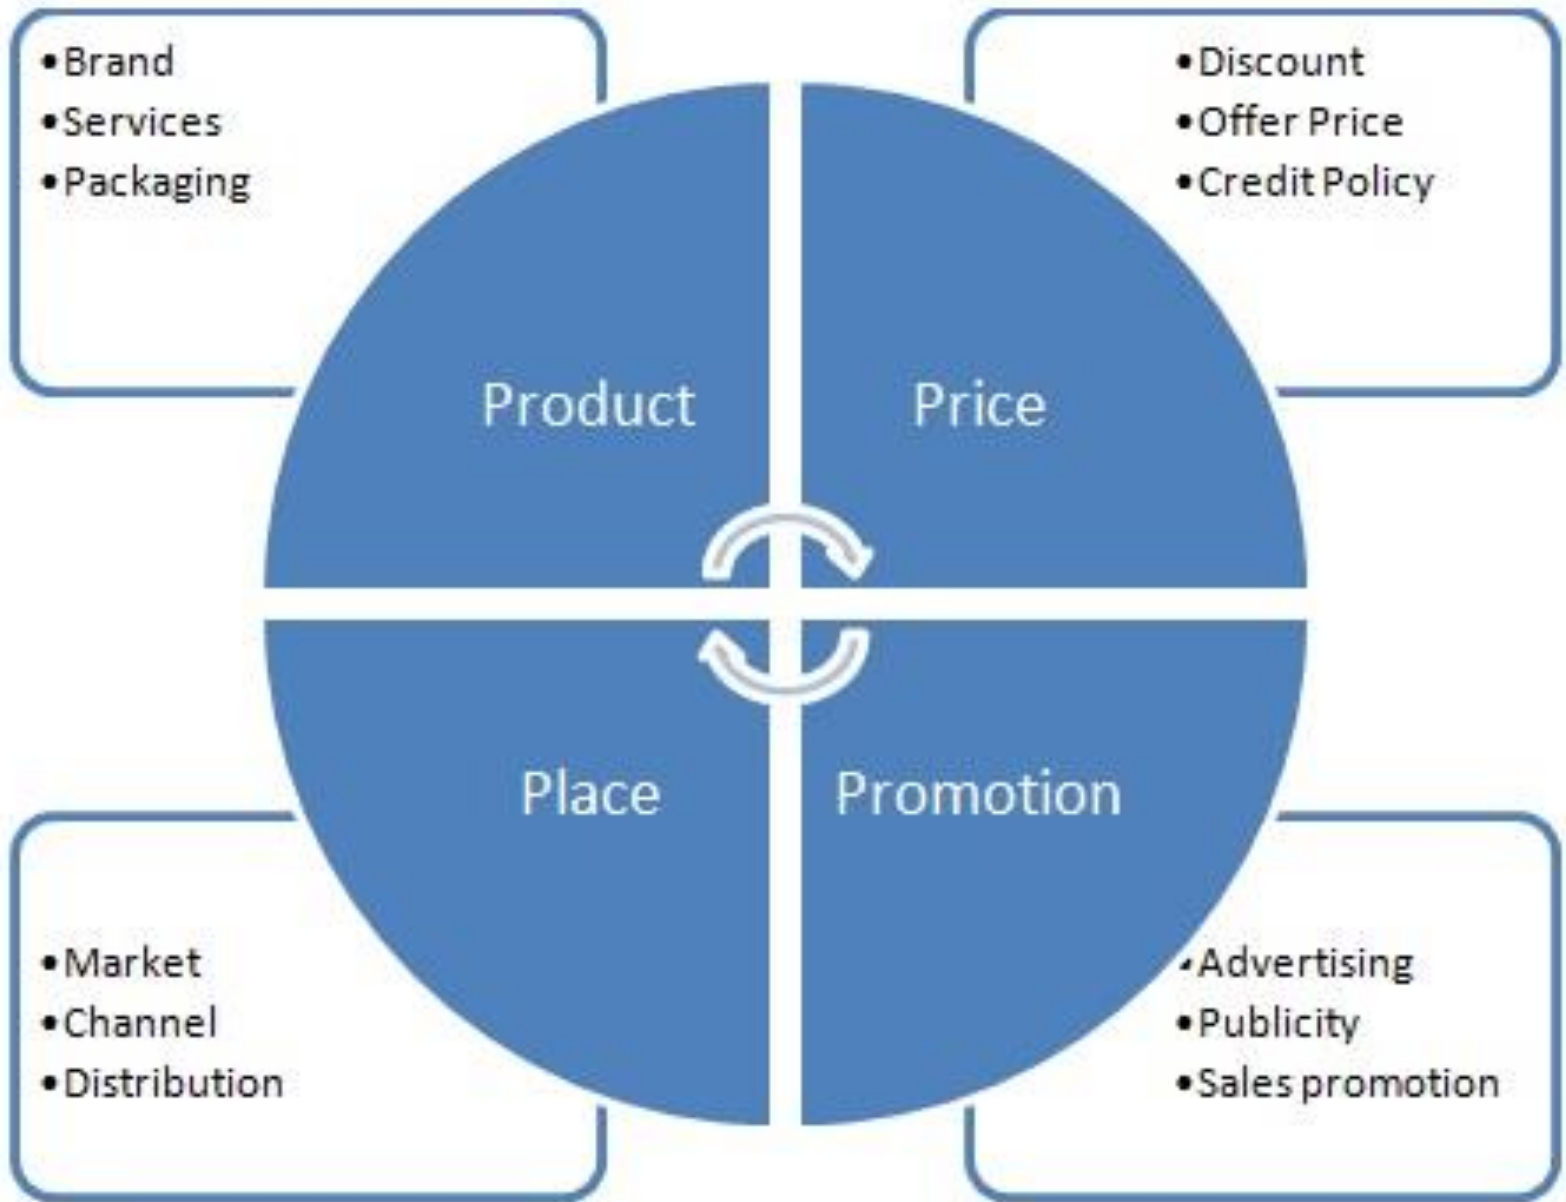 •Brand
•Services
•Packaging
•Discount
•Offer Price
•Credit Policy
Product
Price
Place
Promotion
•Market
•Channel
•Distribution
•Advertising
•Publicity
•Sales promotion